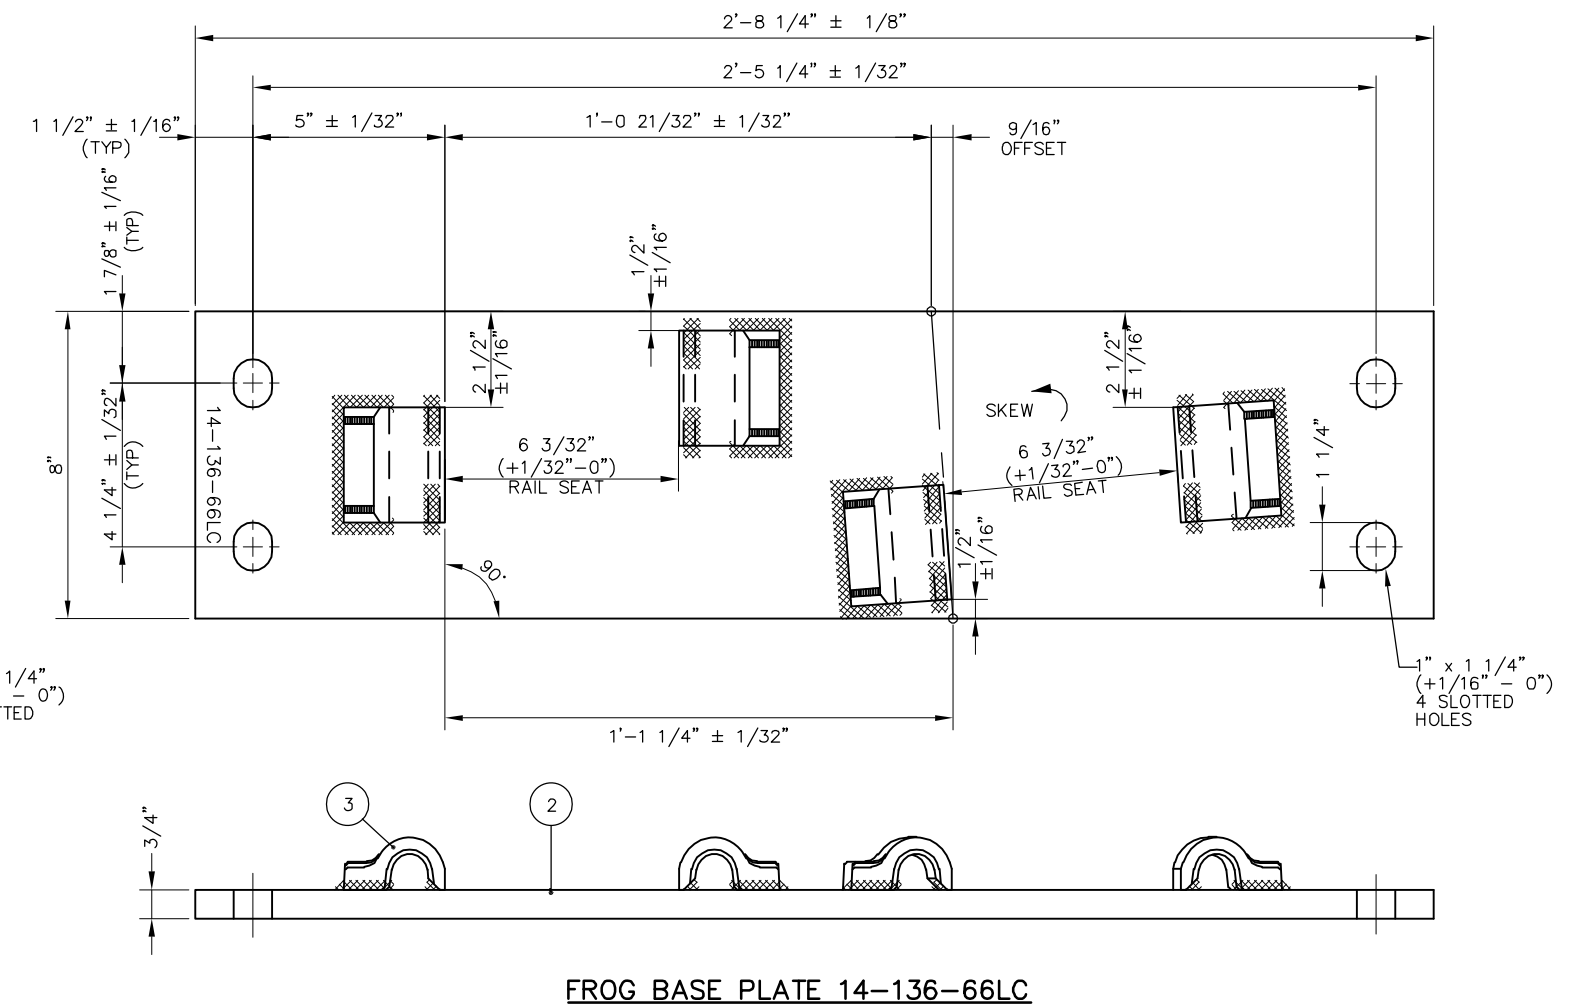 2'-8 1/4" ± 1/8"
2'-5 1/4" ± 1/32"
1 1/2" ± 1/16"
(TYP)
5" ± 1/32"
1'-0 21/32" ± 1/32"
9/16"
OFFSET
1 7/8" ± 1/16"
(TYP)
1/2"
±1/16"
2 1/2"
±1/16"
2 1/2"
± 1/16"
SKEW
4 1/4" ± 1/32"
(TYP)
8"
14-136-66LC
6 3/32"
(+1/32"-0")
RAIL SEAT
6 3/32"
(+1/32"-0")
RAIL SEAT
1 1/4"
90°
1/2"
±1/16"
1/4"
- 0")
TTED
1" x 1 1/4"
(+1/16" - 0")
4 SLOTTED
HOLES
1'-1 1/4" ± 1/32"
3
2
3/4"
FROG BASE PLATE 14-136-66LC